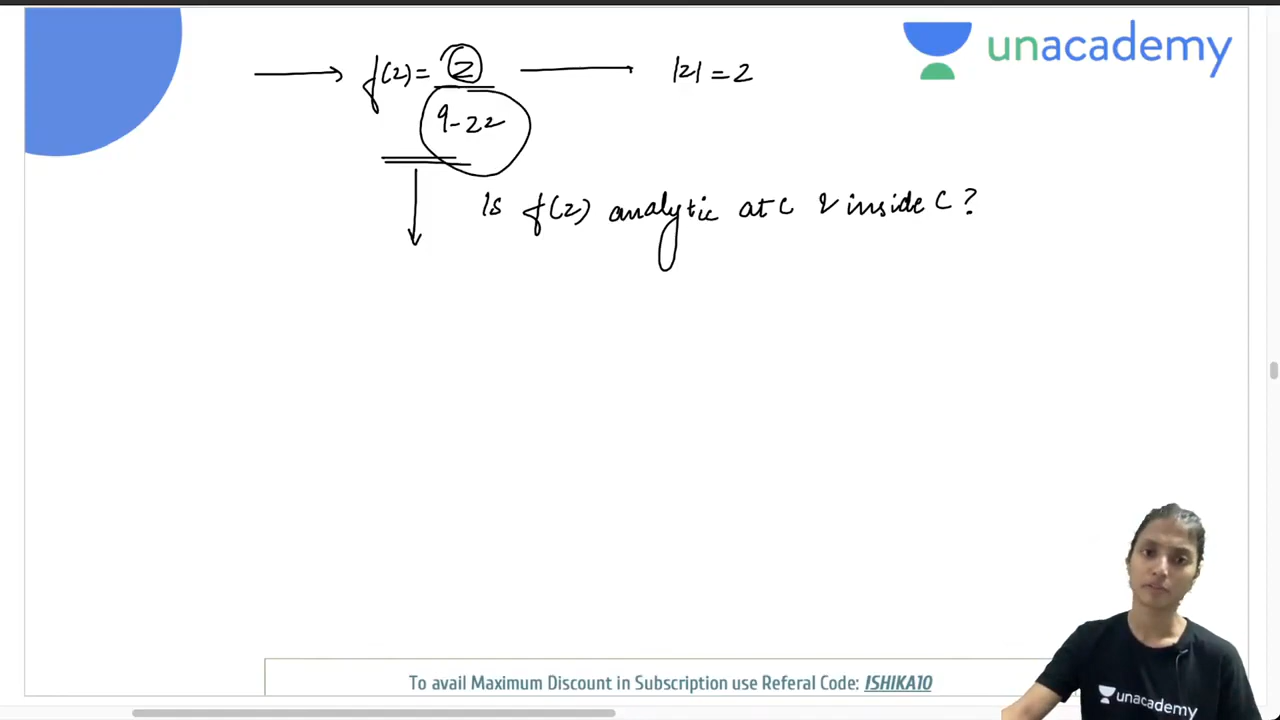 unacademy
f(z) = z / 9 - z² |z| = 2
Is f(z) analytic at C & inside C?
unacademy
To avail Maximum Discount in Subscription use Referal Code: ISHIKA10